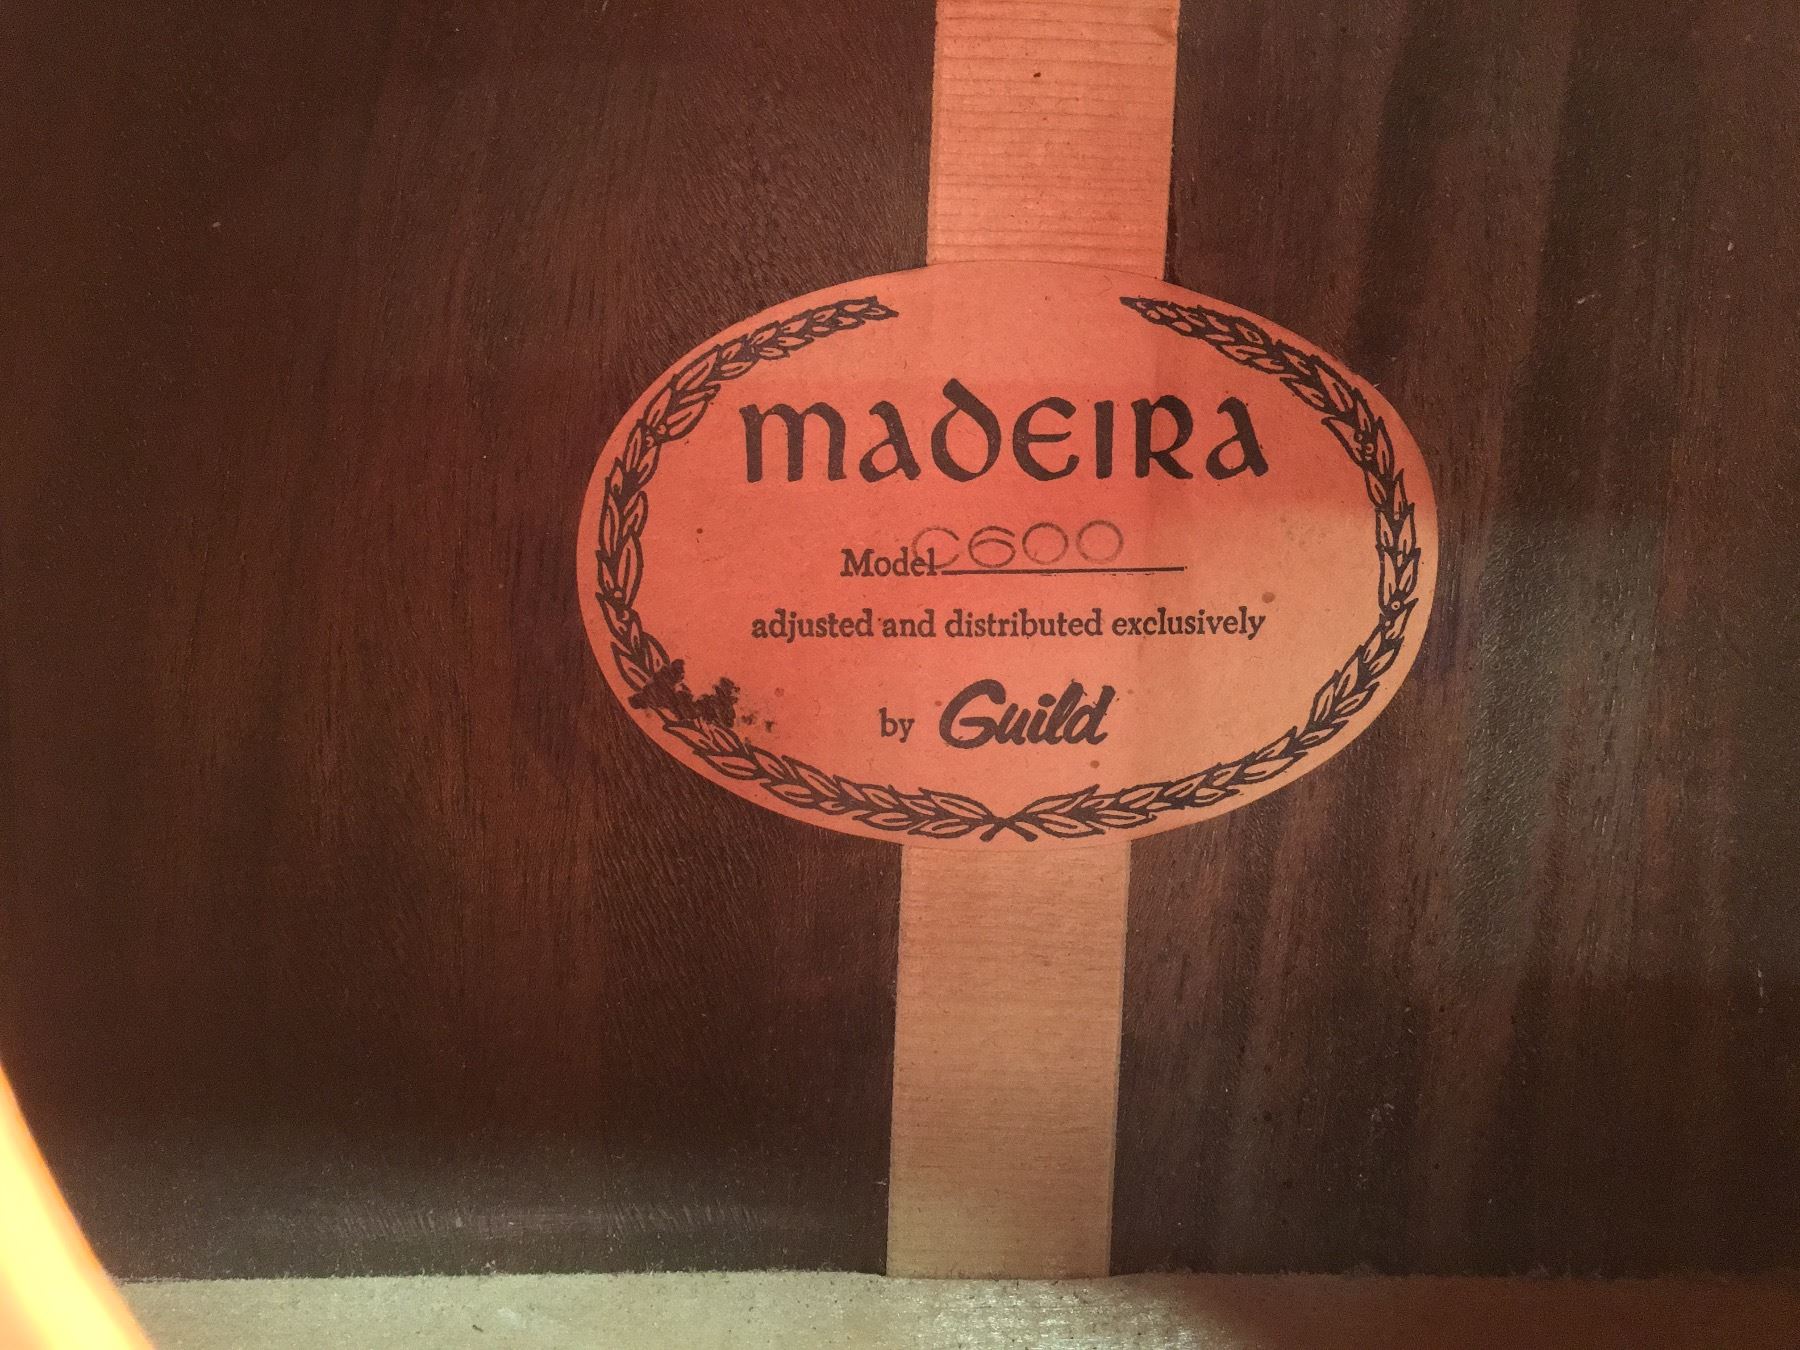 MADEIRA
Model C600
adjusted and distributed exclusively
by Guild